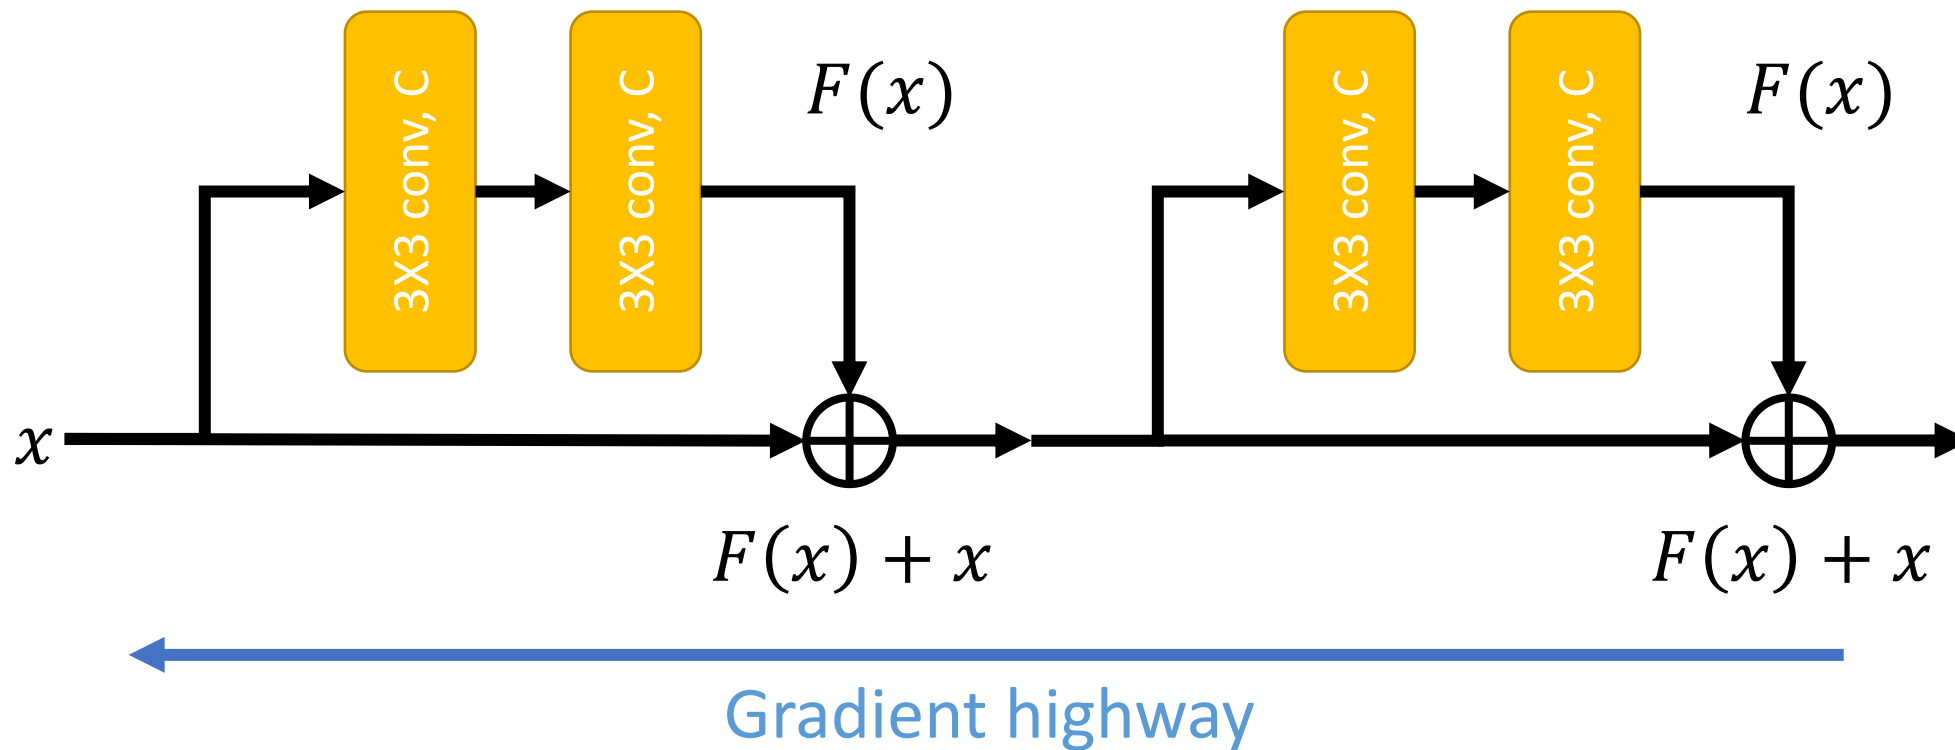 3X3 conv, C
3X3 conv, C
F(x)
3X3 conv, C
3X3 conv, C
F(x)
x
F(x) + x
F(x) + x
Gradient highway